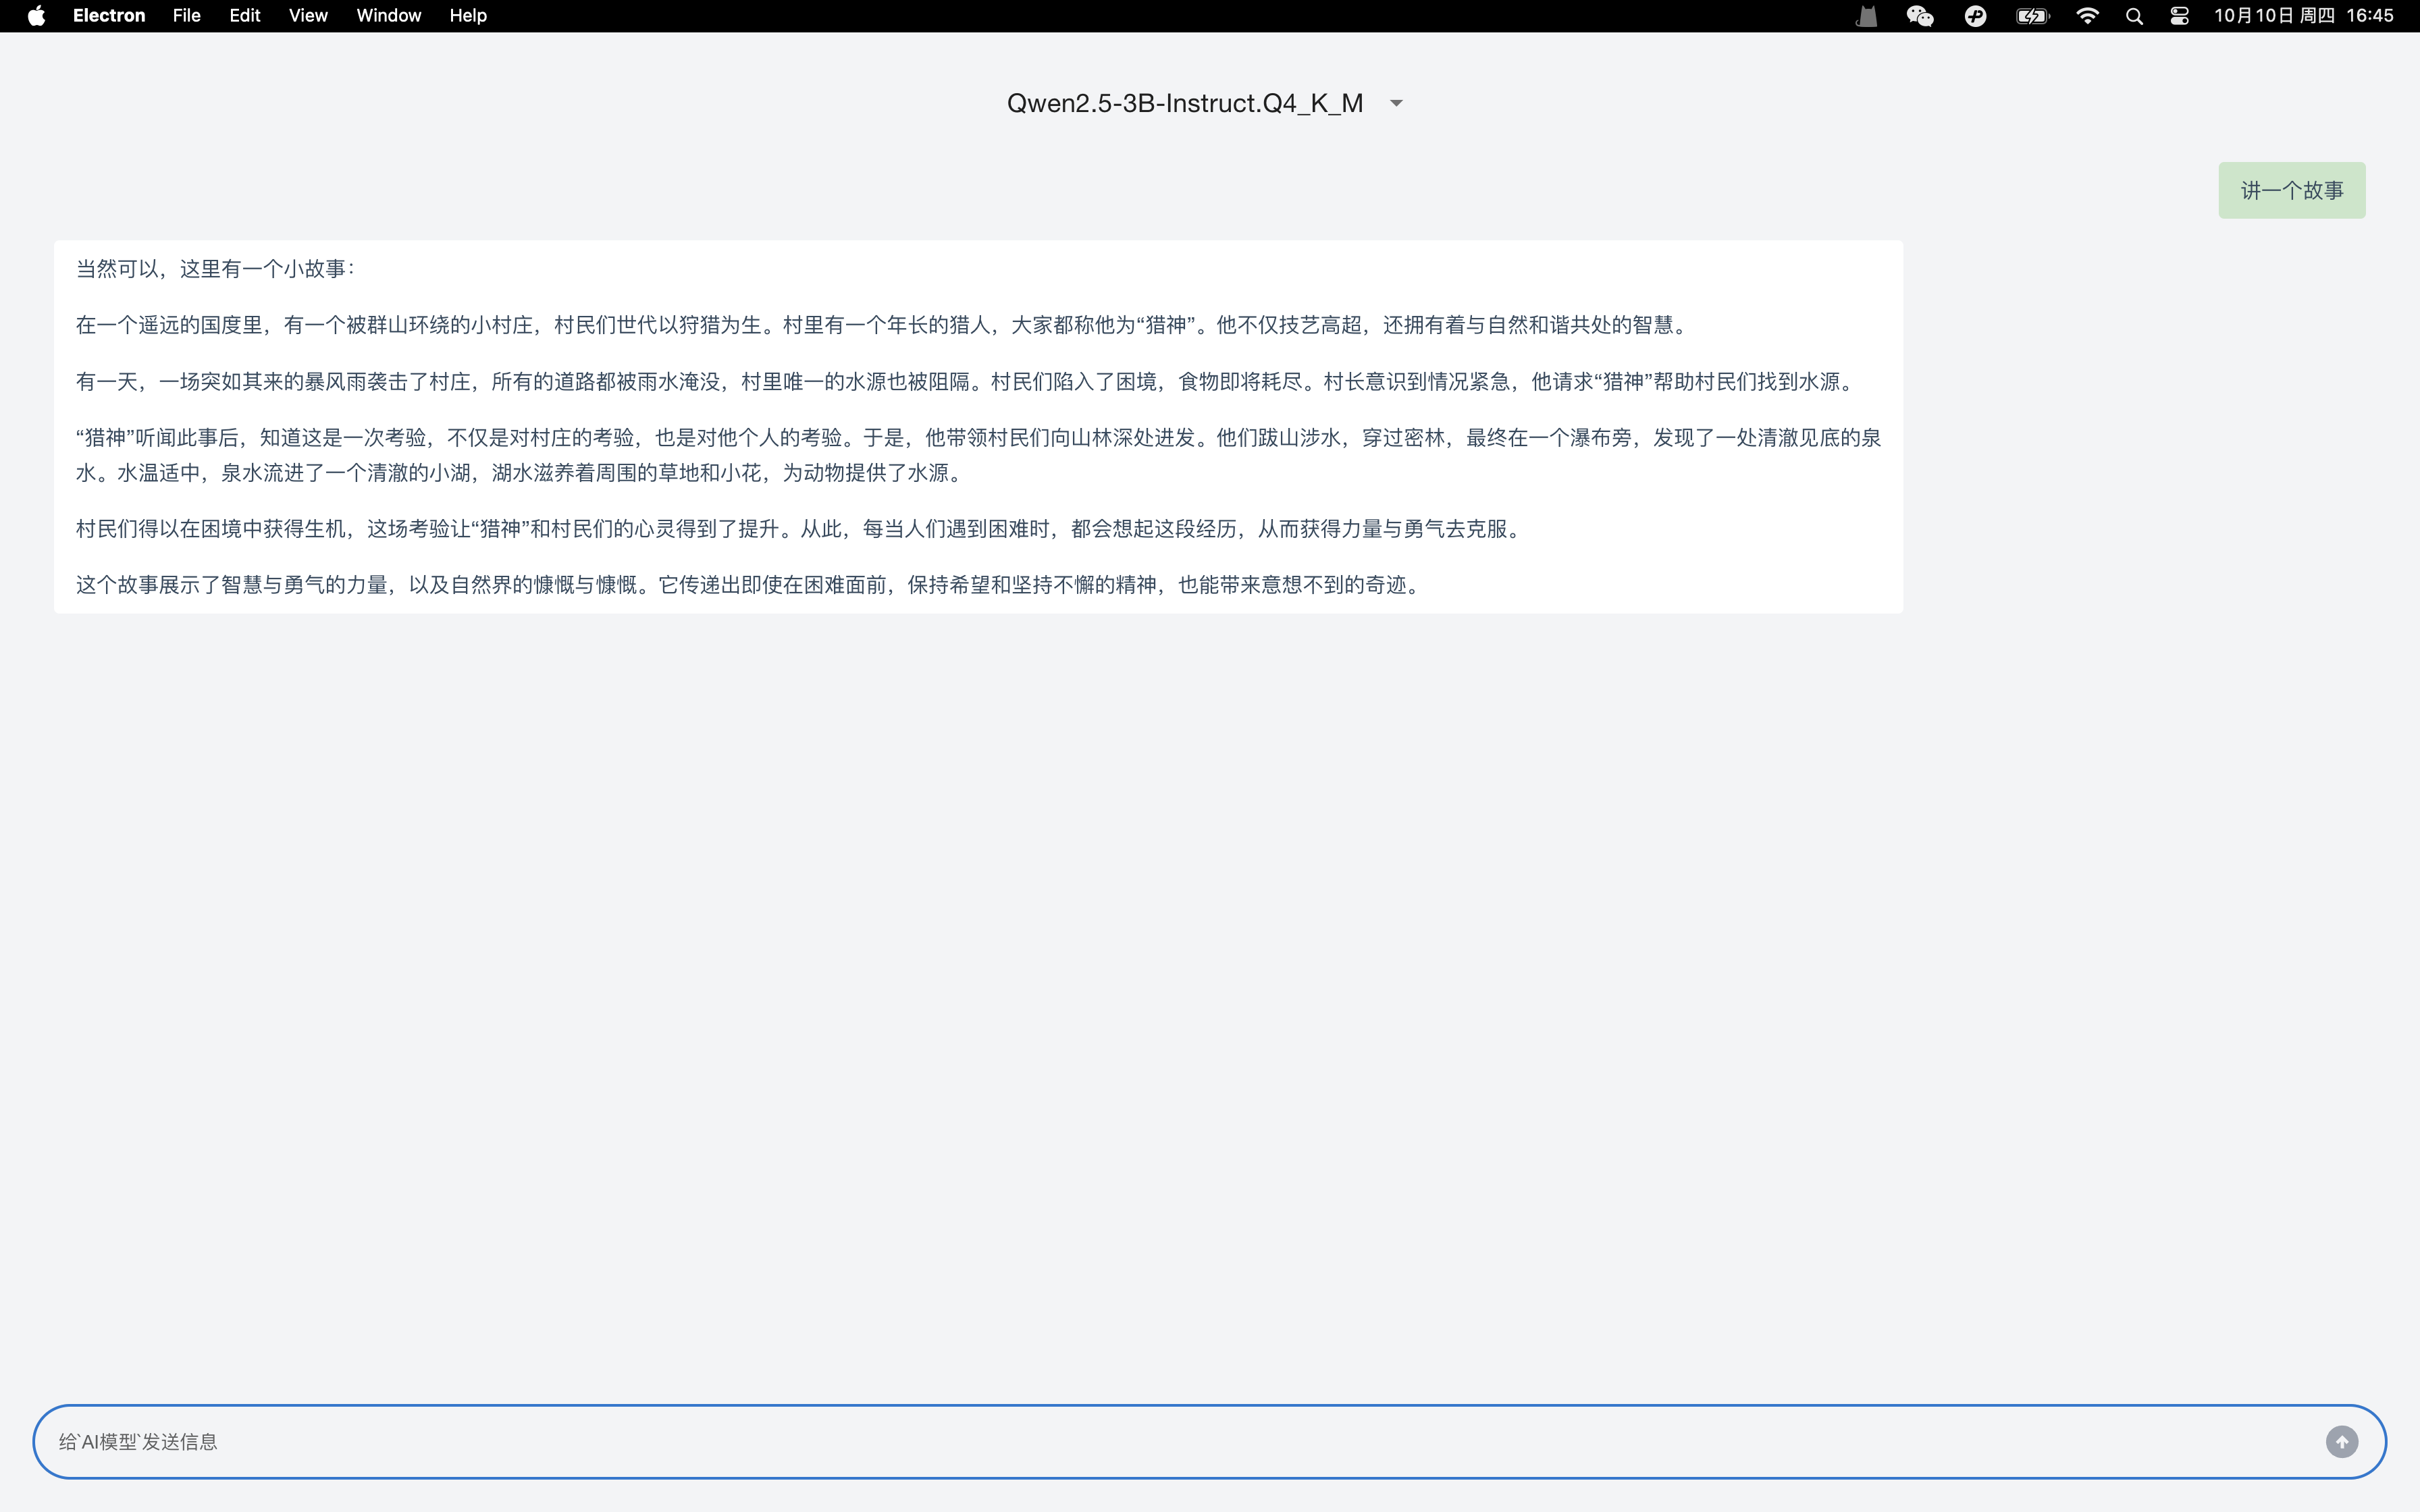 Electron File Edit View Window Help 10月10日 周四 16:45
Qwen2.5-3B-Instruct.Q4_K_M
讲一个故事
当然可以，这里有一个小故事：
在一个遥远的国度里，有一个被群山环绕的小村庄，村民们世代以狩猎为生。村里有一个年长的猎人，大家都称他为“猎神”。他不仅技艺高超，还拥有着与自然和谐共处的智慧。
有一天，一场突如其来的暴风雨袭击了村庄，所有的道路都被雨水淹没，村里唯一的水源也被阻隔。村民们陷入了困境，食物即将耗尽。村长意识到情况紧急，他请求“猎神”帮助村民们找到水源。
“猎神”听闻此事后，知道这是一次考验，不仅是对村庄的考验，也是对他个人的考验。于是，他带领村民们向山林深处进发。他们跋山涉水，穿过密林，最终在一个瀑布旁，发现了一处清澈见底的泉
水。水温适中，泉水流进了一个清澈的小湖，湖水滋养着周围的草地和小花，为动物提供了水源。
村民们得以在困境中获得生机，这场考验让“猎神”和村民们的心灵得到了提升。从此，每当人们遇到困难时，都会想起这段经历，从而获得力量与勇气去克服。
这个故事展示了智慧与勇气的力量，以及自然界的慷慨与慷慨。它传递出即使在困难面前，保持希望和坚持不懈的精神，也能带来意想不到的奇迹。
给`AI模型`发送信息